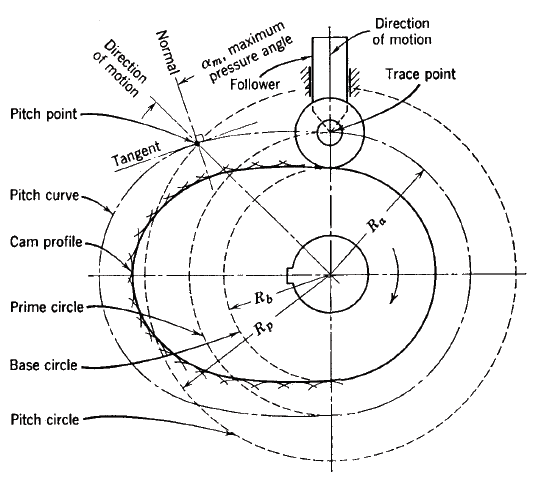 Direction
of motion
Normal
αm, maximum
pressure angle
Follower
Direction
of motion
Trace point
Pitch point
Tangent
Pitch curve
Cam profile
Prime circle
Base circle
Pitch circle
Ra
Rb
Rp